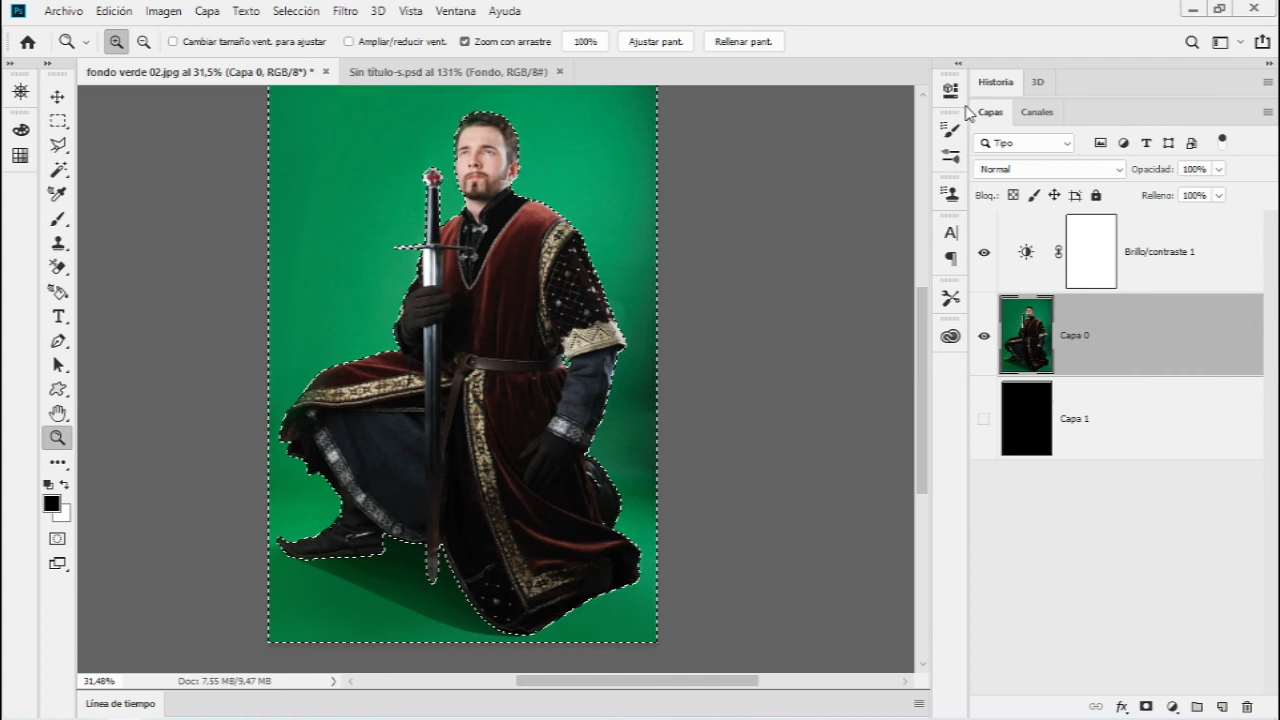 Ps Archivo Edición Imagen Capa Texto Selección Filtro 3D Vista Ventana Ayuda
Cambiar tamaño vent. para ajustar Ampliar/reducir vent. Zoom con arrastre 100% Ajustar pant. Rellenar pant.
fondo verde 02.jpg al 31,5% (Capa 0, RGB/8*) * × Sin título-s.psd al 131% (Fondo, RGB/8#) ×
Historia 3D
Capas Canales
Tipo
Normal Opacidad: 100%
Bloq.: Relleno: 100%
Brillo/contraste 1
Capa 0
Capa 1
31,48% Doc: 7,55 MB/9,47 MB
Línea de tiempo